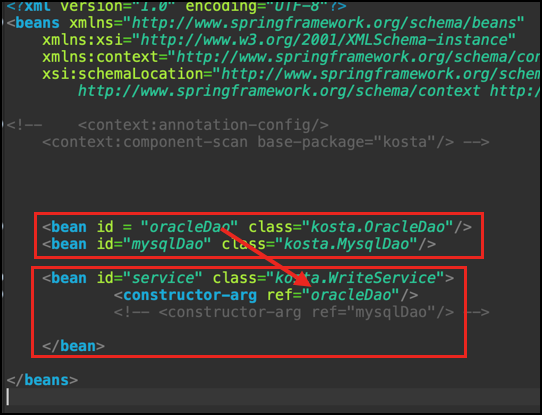 <?xml version="1.0" encoding="UTF-8"?>
<beans xmlns="http://www.springframework.org/schema/beans"
xmlns:xsi="http://www.w3.org/2001/XMLSchema-instance"
xmlns:context="http://www.springframework.org/schema/con
xsi:schemaLocation="http://www.springframework.org/schem
http://www.springframework.org/schema/context http:/
<!-- <context:annotation-config/>
<context:component-scan base-package="kosta"/> -->
<bean id = "oracleDao" class="kosta.OracleDao"/>
<bean id="mysqlDao" class="kosta.MysqlDao"/>
<bean id="service" class="kosta.WriteService">
<constructor-arg ref="oracleDao"/>
<!-- <constructor-arg ref="mysqlDao"/> -->
</bean>
</beans>